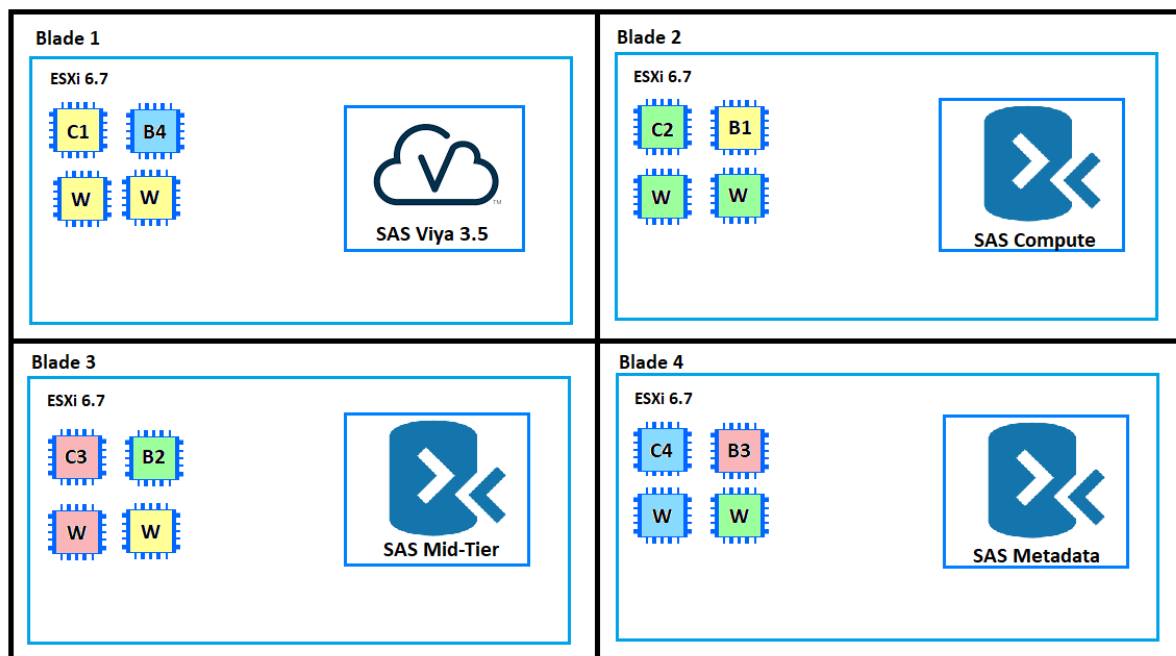 Blade 1
ESXi 6.7
C1 B4
W W
SAS Viya 3.5
TM
Blade 2
ESXi 6.7
C2 B1
W W
SAS Compute
Blade 3
ESXi 6.7
C3 B2
W W
SAS Mid-Tier
Blade 4
ESXi 6.7
C4 B3
W W
SAS Metadata